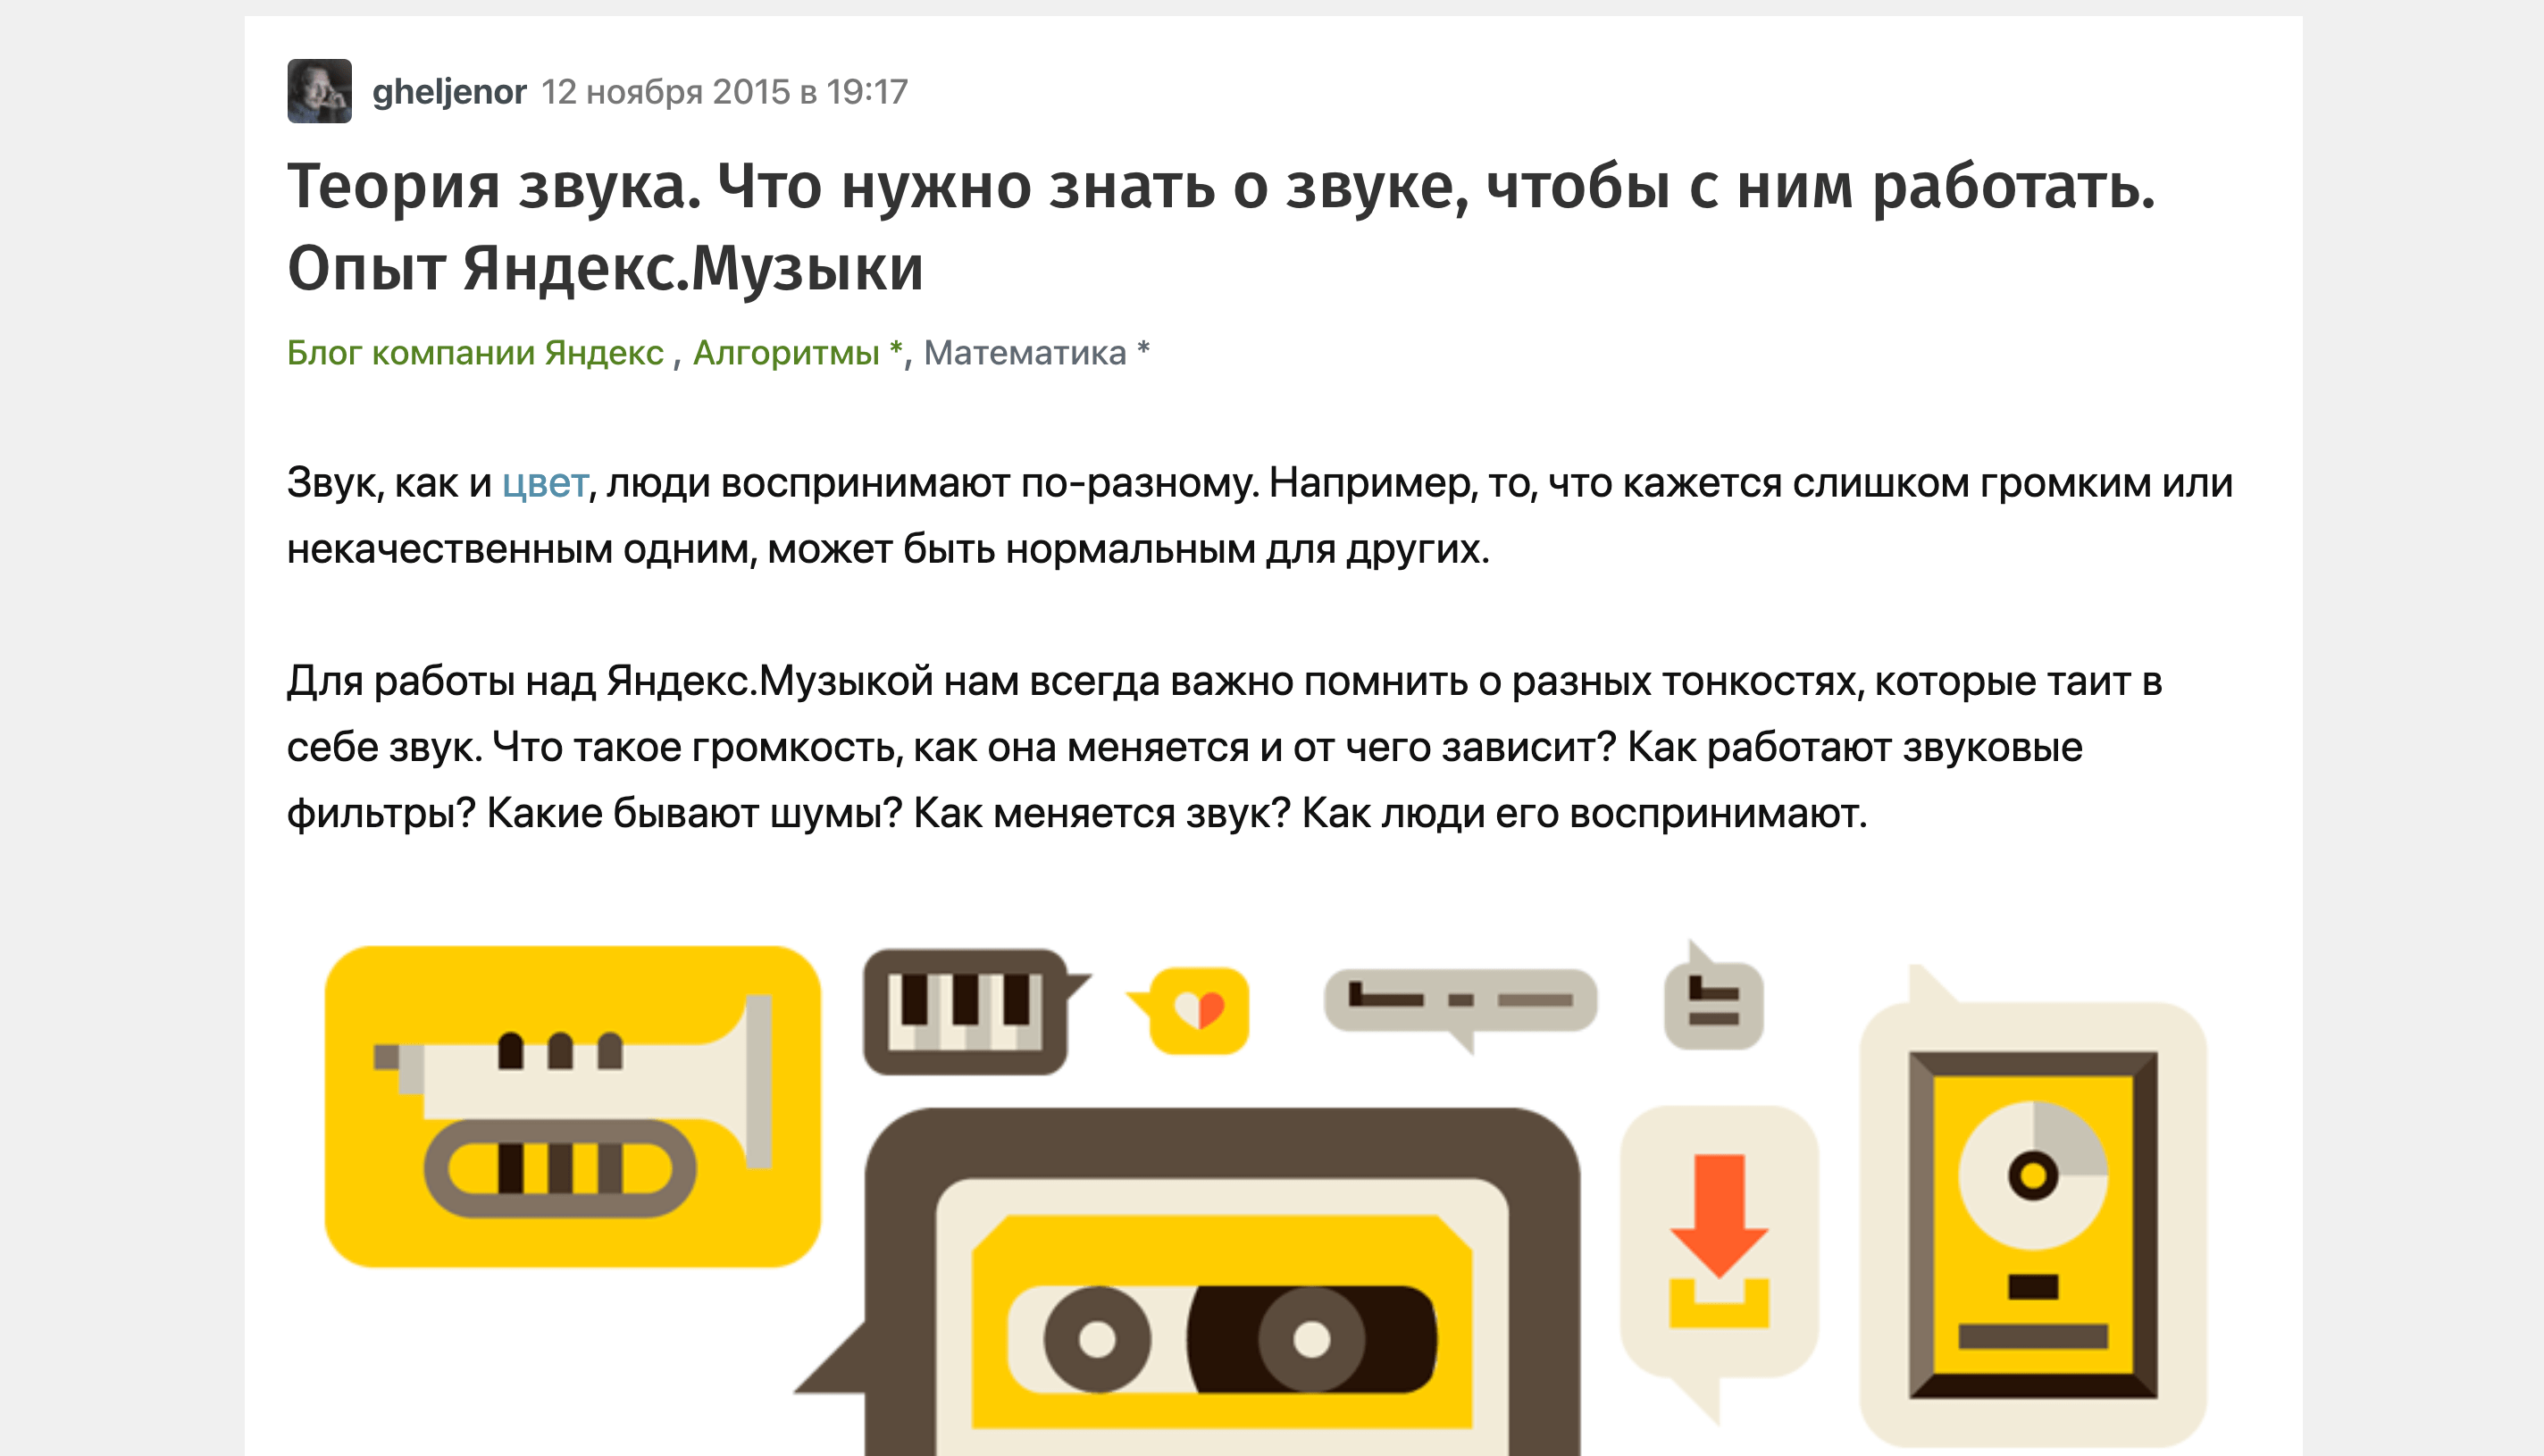 gheljenor 12 ноября 2015 в 19:17
Теория звука. Что нужно знать о звуке, чтобы с ним работать.
Опыт Яндекс.Музыки
Блог компании Яндекс , Алгоритмы *, Математика *
Звук, как и цвет, люди воспринимают по-разному. Например, то, что кажется слишком громким или
некачественным одним, может быть нормальным для других.
Для работы над Яндекс.Музыкой нам всегда важно помнить о разных тонкостях, которые таит в
себе звук. Что такое громкость, как она меняется и от чего зависит? Как работают звуковые
фильтры? Какие бывают шумы? Как меняется звук? Как люди его воспринимают.